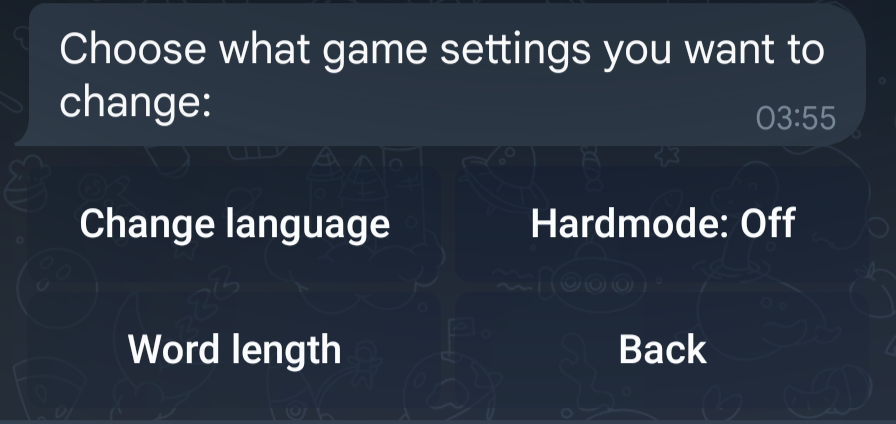 Choose what game settings you want to
change:
03:55
Change language
Hardmode: Off
Word length
Back